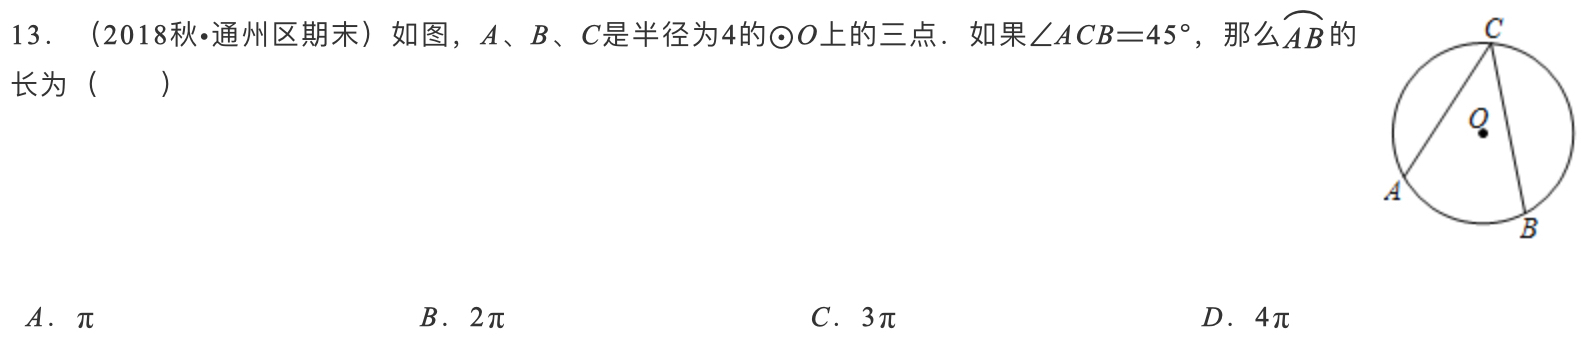 13. （2018秋•通州区期末）如图，A、B、C是半径为4的⊙O上的三点．如果∠ACB＝45°，那么AB的
长为（　　）
C
O
A
B
A. π B. 2π C. 3π D. 4π